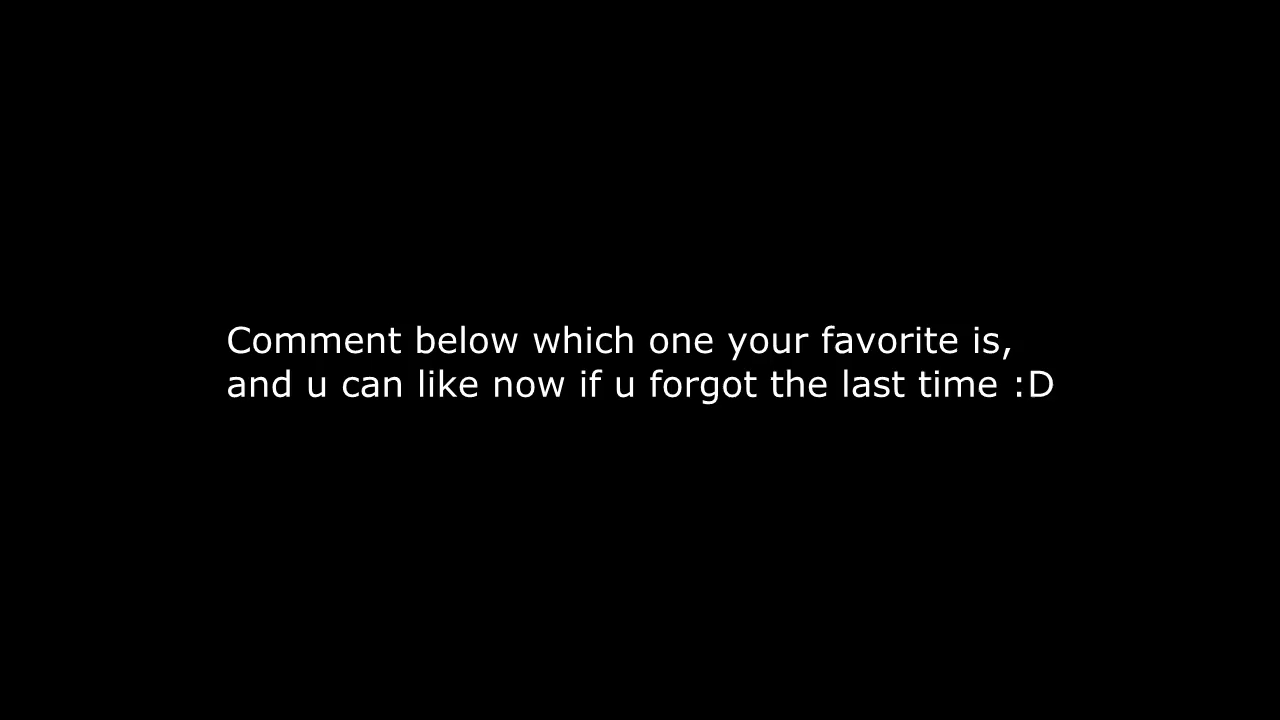 Comment below which one your favorite is,
and u can like now if u forgot the last time :D